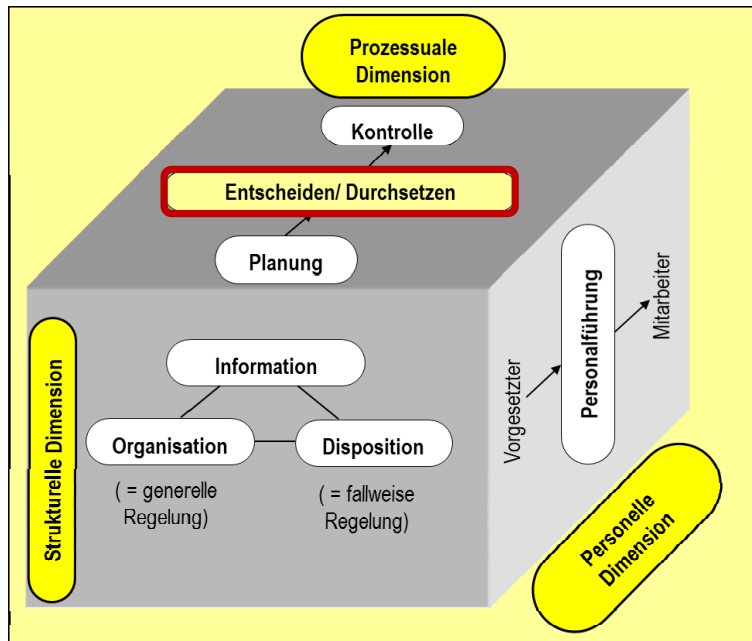 Prozessuale
Dimension
Kontrolle
Entscheiden/ Durchsetzen
Planung
Strukturelle Dimension
Information
Organisation
Disposition
( = generelle
Regelung)
( = fallweise
Regelung)
Vorgesetzter
Personalführung
Mitarbeiter
Personelle
Dimension